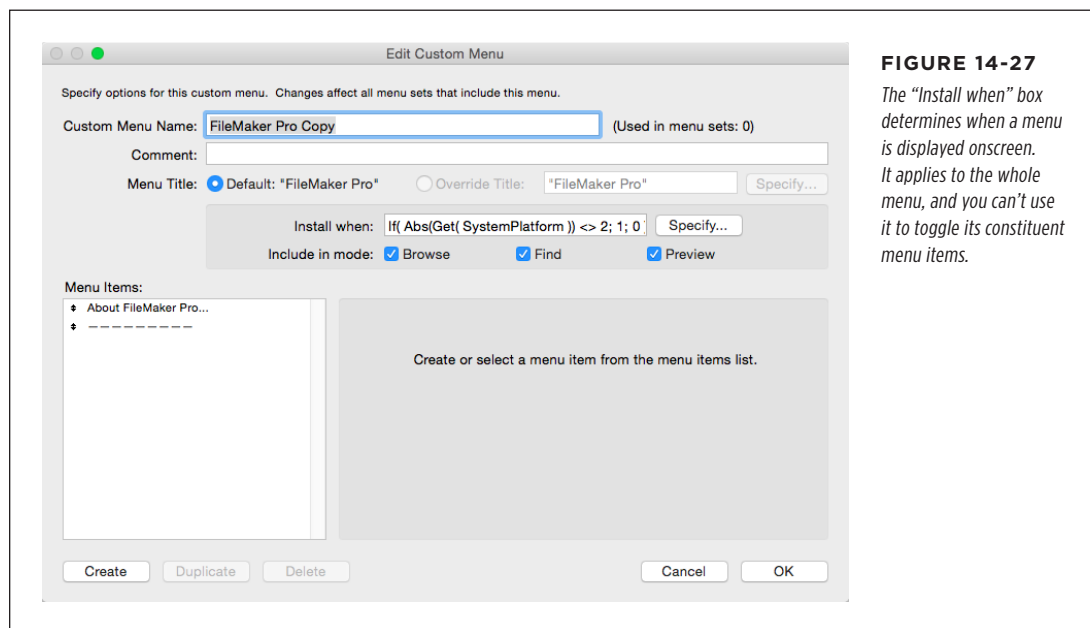 Edit Custom Menu
Specify options for this custom menu. Changes affect all menu sets that include this menu.
Custom Menu Name: FileMaker Pro Copy (Used in menu sets: 0)
Comment:
Menu Title: Default: "FileMaker Pro" Override Title: "FileMaker Pro" Specify...
Install when: If( Abs(Get( SystemPlatform )) <> 2; 1; 0 Specify...
Include in mode: Browse Find Preview
Menu Items:
About FileMaker Pro...
— — — — — — — — —
Create or select a menu item from the menu items list.
Create Duplicate Delete Cancel OK
FIGURE 14-27
The “Install when” box
determines when a menu
is displayed onscreen.
It applies to the whole
menu, and you can’t use
it to toggle its constituent
menu items.